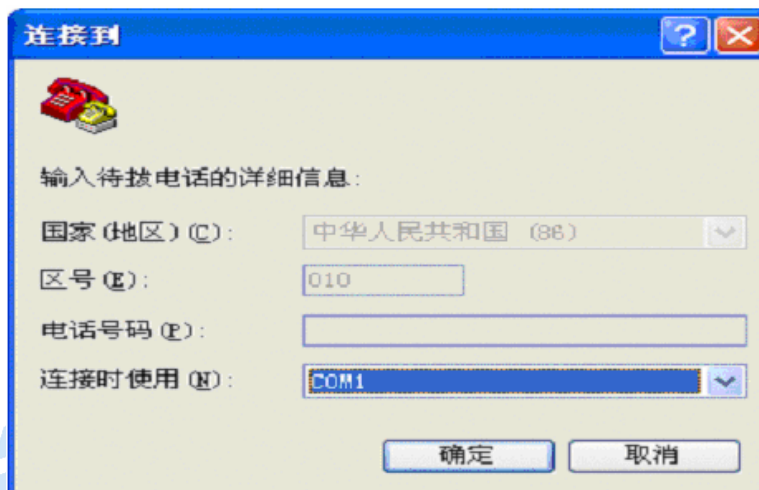 连接到
输入待拨电话的详细信息:
国家(地区)(C): 中华人民共和国 (86)
区号(E): 010
电话号码(P):
连接时使用(N): COM1
确定 取消